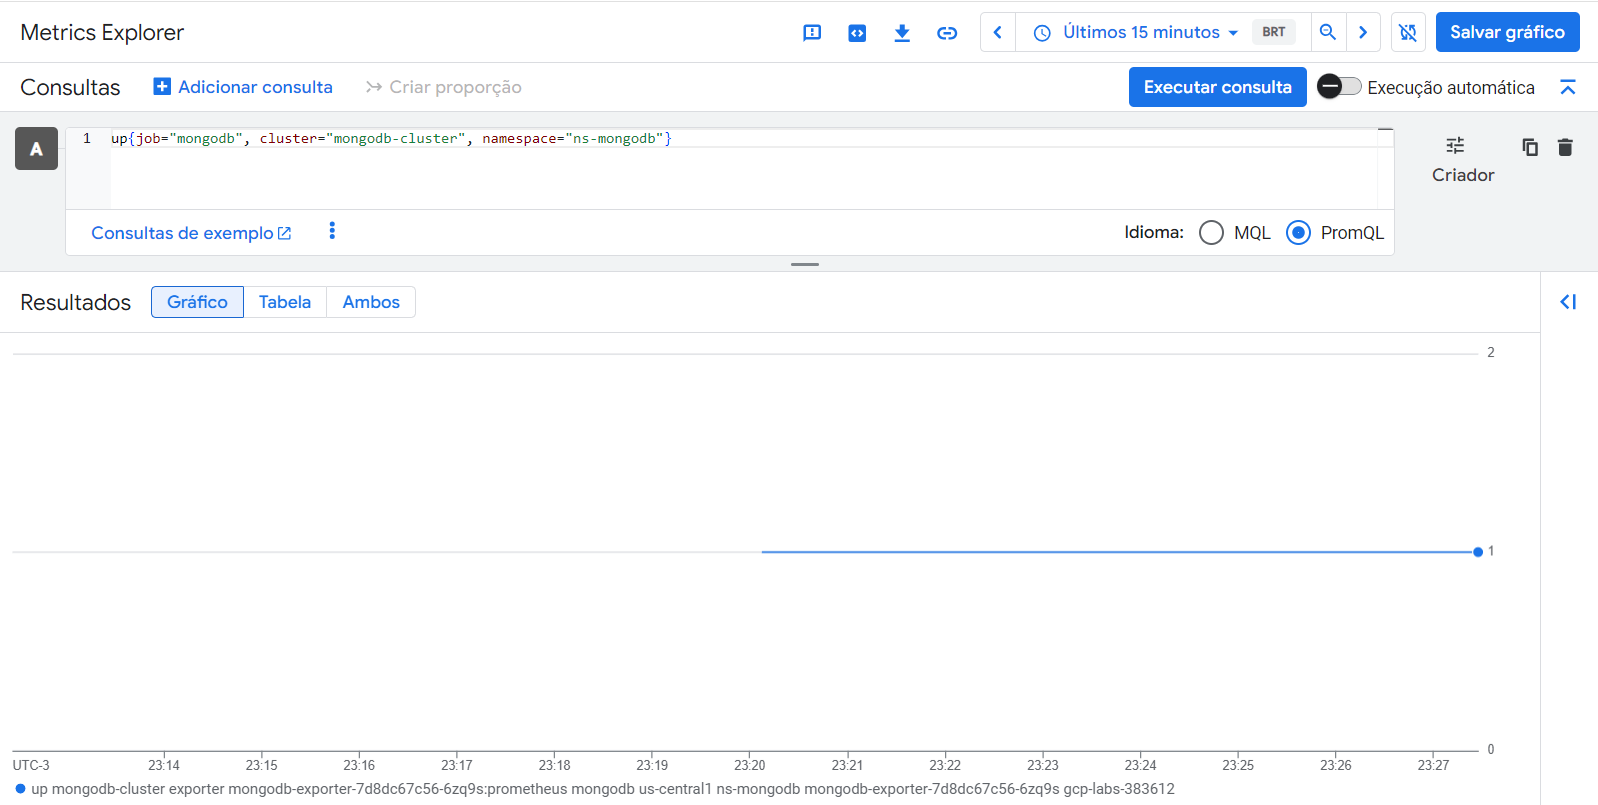 Metrics Explorer
Últimos 15 minutos BRT
Salvar gráfico
Consultas
Adicionar consulta
Criar proporção
Executar consulta
Execução automática
A
1 up{job="mongodb", cluster="mongodb-cluster", namespace="ns-mongodb"}
Criador
Consultas de exemplo
Idioma: MQL PromQL
Resultados
Gráfico Tabela Ambos
2
1
0
UTC-3 23:14 23:15 23:16 23:17 23:18 23:19 23:20 23:21 23:22 23:23 23:24 23:25 23:26 23:27
up mongodb-cluster exporter mongodb-exporter-7d8dc67c56-6zq9s:prometheus mongodb us-central1 ns-mongodb mongodb-exporter-7d8dc67c56-6zq9s gcp-labs-383612